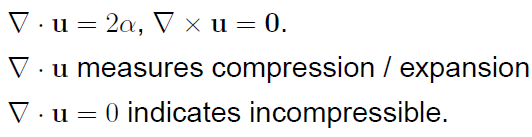 ∇ · u = 2α, ∇ × u = 0.
∇ · u measures compression / expansion
∇ · u = 0 indicates incompressible.